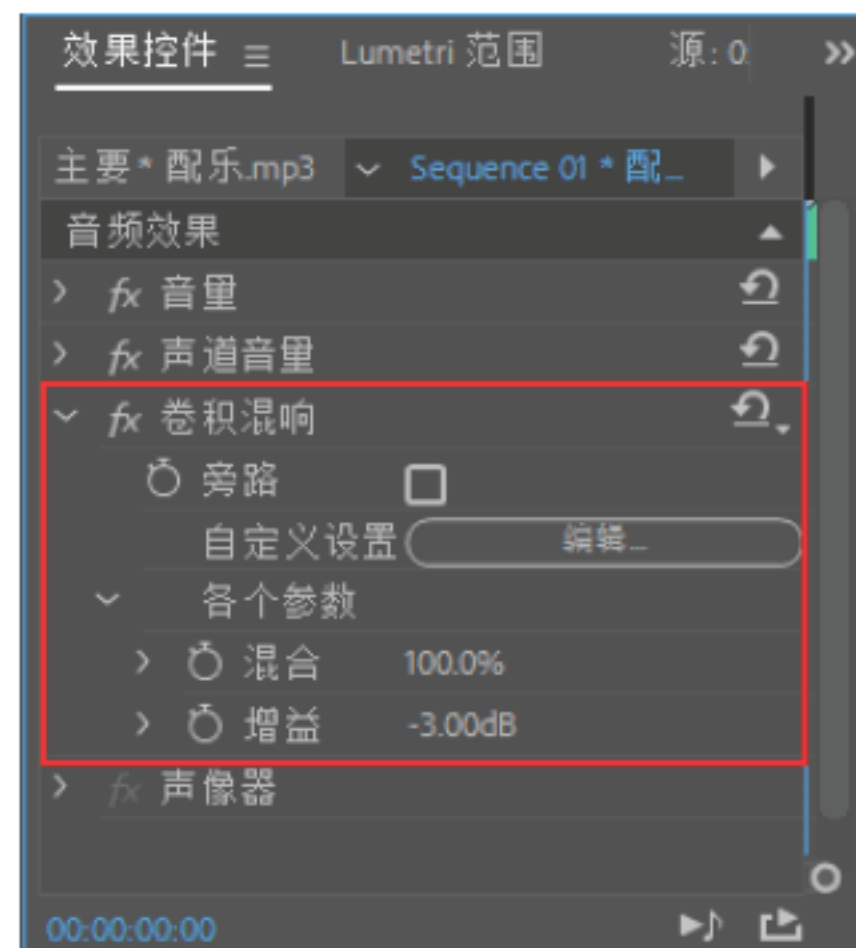 效果控件 Lumetri 范围 源: 0
主要* 配乐.mp3 Sequence 01 * 配...
音频效果
fx 音量
fx 声道音量
fx 卷积混响
旁路
自定义设置 编辑...
各个参数
混合 100.0%
增益 -3.00dB
fx 声像器
00:00:00:00